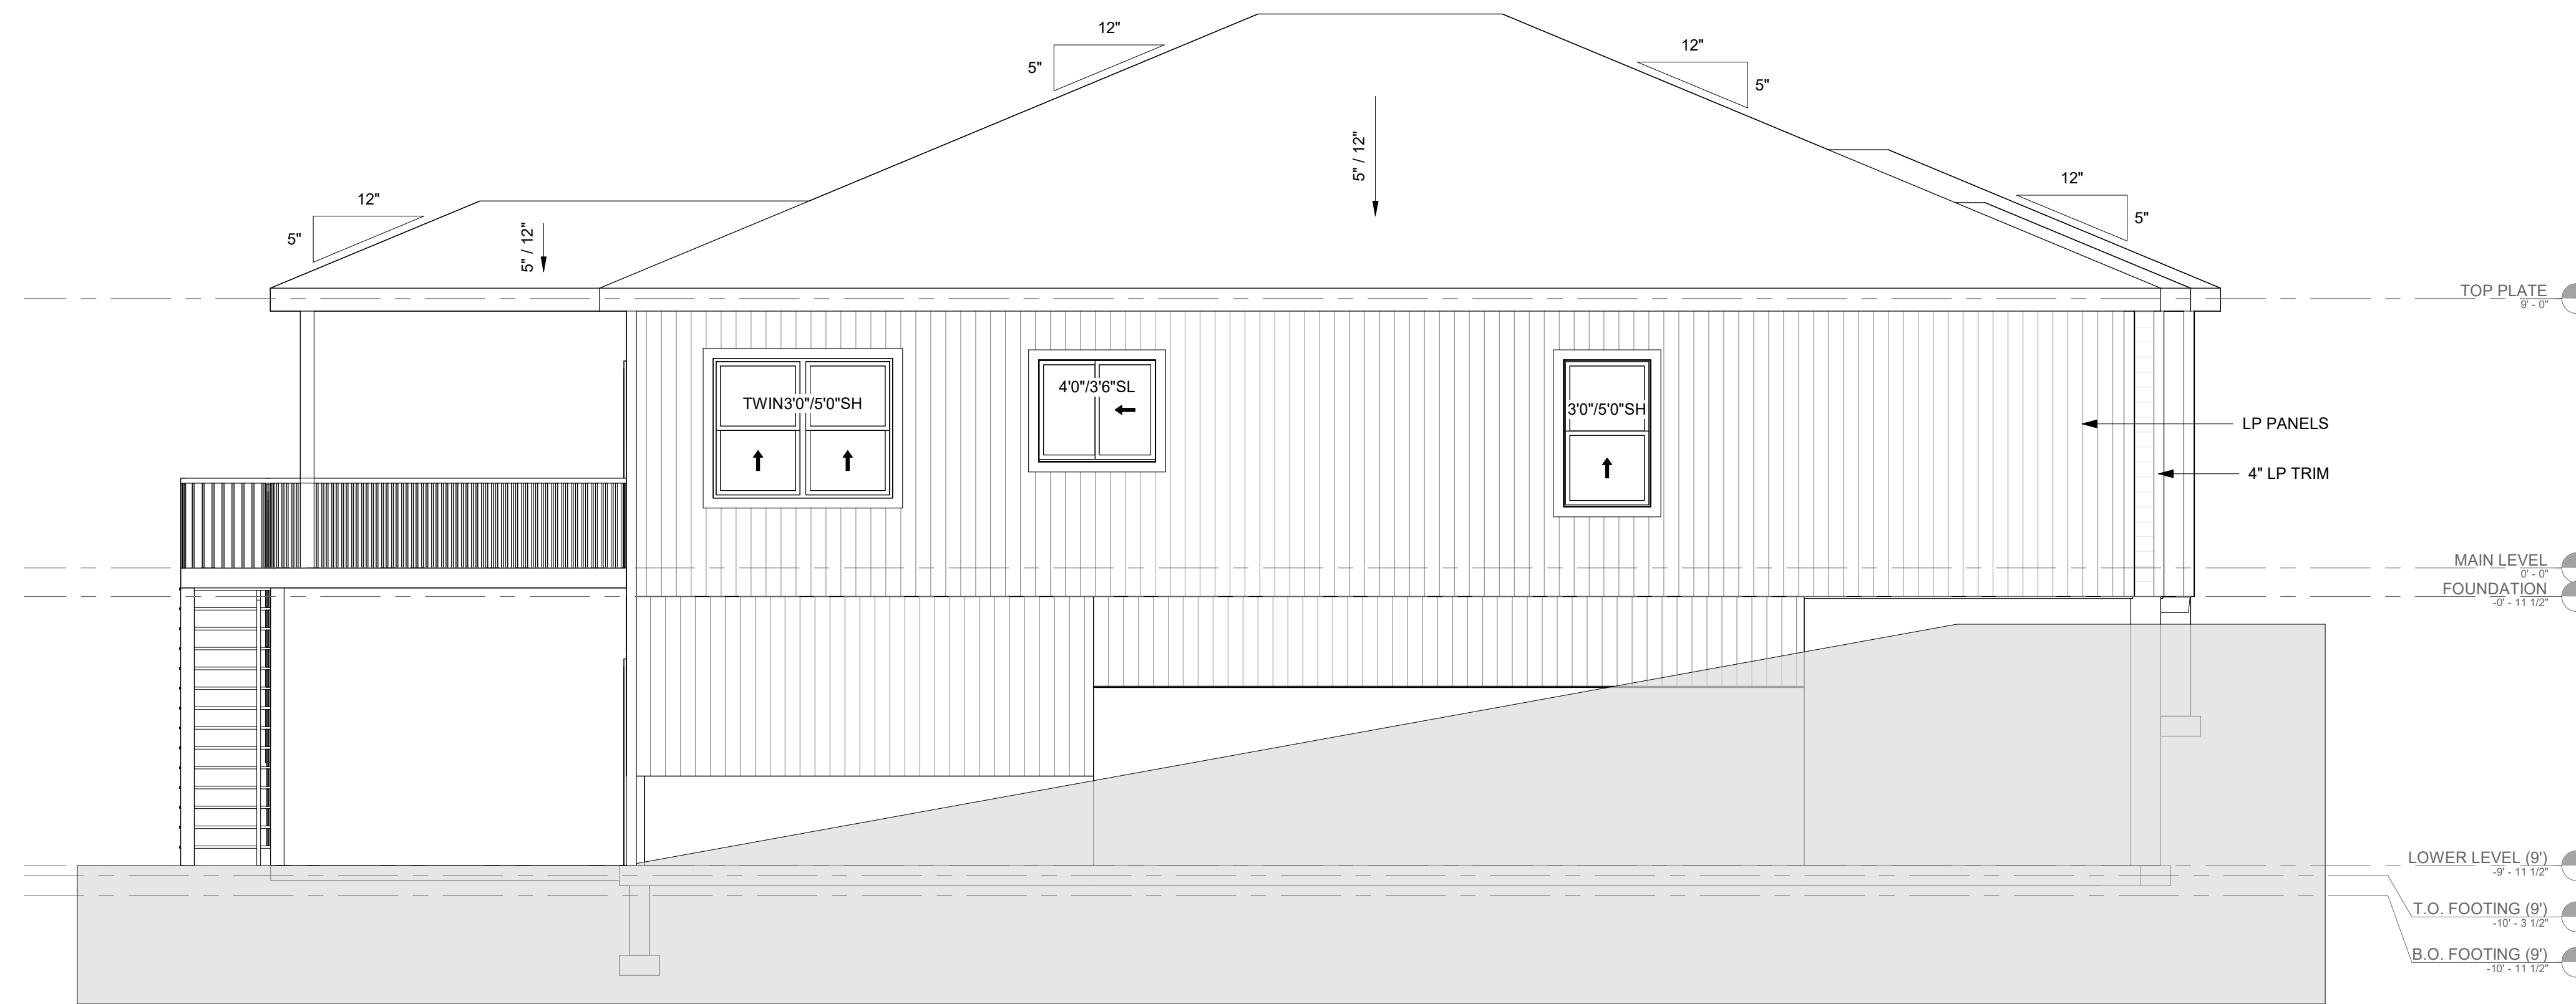 12"
5"
12"
5"
5" / 12"
12"
5"
5" / 12"
12"
5"
TOP PLATE
9' - 0"
TWIN3'0"/5'0"SH
4'0"/3'6"SL
3'0"/5'0"SH
LP PANELS
4" LP TRIM
MAIN LEVEL
0' - 0"
FOUNDATION
-0' - 11 1/2"
LOWER LEVEL (9')
-9' - 11 1/2"
T.O. FOOTING (9')
-10' - 3 1/2"
B.O. FOOTING (9')
-10' - 11 1/2"